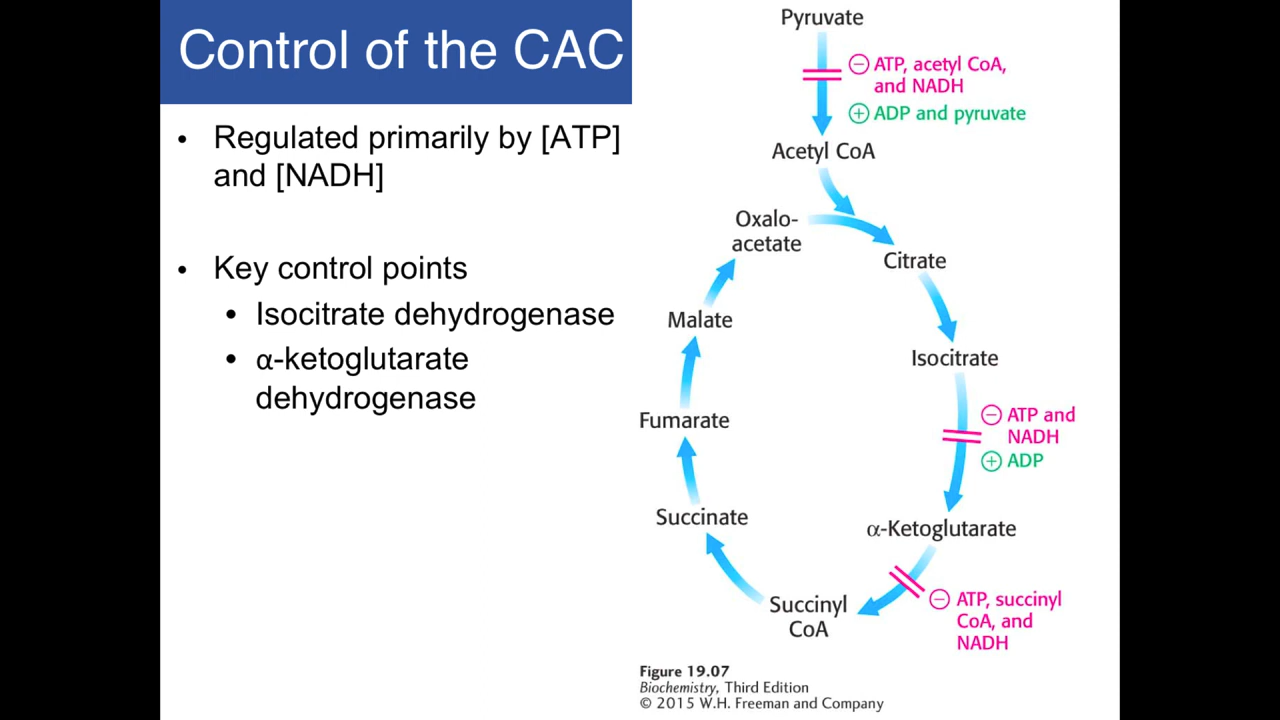 Control of the CAC
• Regulated primarily by [ATP]
and [NADH]
• Key control points
• Isocitrate dehydrogenase
• α-ketoglutarate
dehydrogenase
Pyruvate
⊖ ATP, acetyl CoA,
and NADH
⊕ ADP and pyruvate
Acetyl CoA
Oxalo-
acetate
Citrate
Malate
Isocitrate
⊖ ATP and
NADH
⊕ ADP
Fumarate
Succinate
α-Ketoglutarate
⊖ ATP, succinyl
CoA, and
NADH
Succinyl
CoA
Figure 19.07
Biochemistry, Third Edition
© 2015 W.H. Freeman and Company